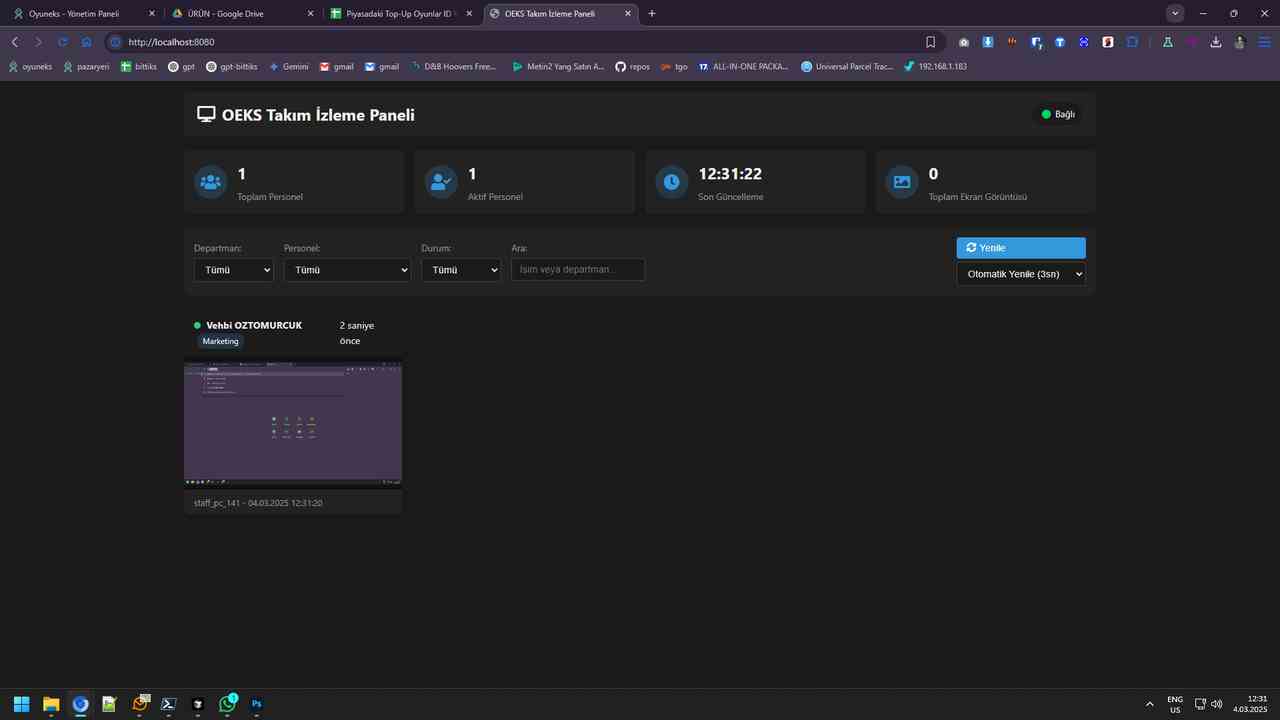 Oyuneks - Yönetim Paneli
ÜRÜN - Google Drive
Piyasadaki Top-Up Oyunlar ID
OEKS Takım İzleme Paneli
http://localhost:8080
oyuneks
pazaryeri
bittiks
gpt
gpt-bittiks
Gemini
gmail
gmail
D&B Hoovers Free...
Metin2 Yang Satın A...
repos
tgo
ALL-IN-ONE PACKA...
Universal Parcel Trac...
192.168.1.183
OEKS Takım İzleme Paneli
Bağlı
1
Toplam Personel
1
Aktif Personel
12:31:22
Son Güncelleme
0
Toplam Ekran Görüntüsü
Departman:
Personel:
Durum:
Ara:
Tümü
Tümü
Tümü
İsim veya departman...
Yenile
Otomatik Yenile (3sn)
Vehbi OZTOMURCUK
Marketing
2 saniye
önce
staff_pc_141 - 04.03.2025 12:31:20
1
Ps
ENG
US
12:31
4.03.2025